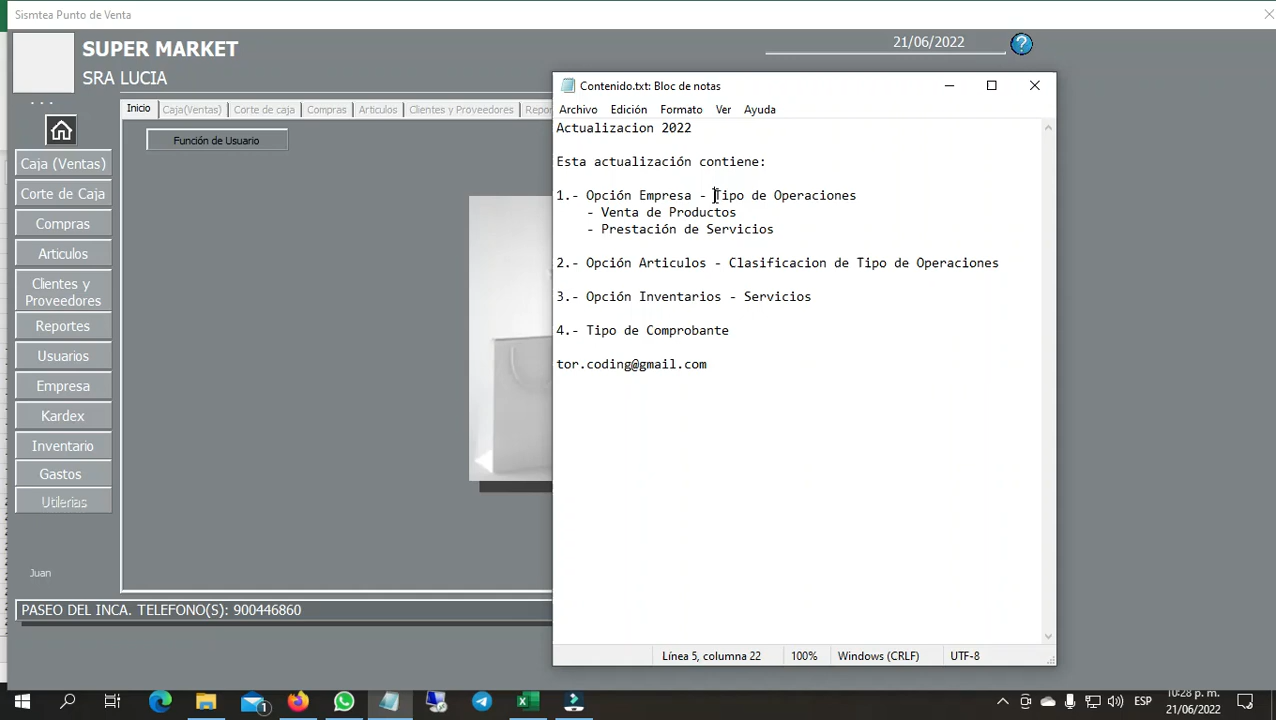 Sismtea Punto de Venta
SUPER MARKET
SRA LUCIA
21/06/2022
?
Inicio
Caja(Ventas)
Corte de caja
Compras
Articulos
Clientes y Proveedores
Repor
Función de Usuario
Caja (Ventas)
Corte de Caja
Compras
Articulos
Clientes y
Proveedores
Reportes
Usuarios
Empresa
Kardex
Inventario
Gastos
Utilerias
Juan
PASEO DEL INCA. TELEFONO(S): 900446860
Contenido.txt: Bloc de notas
Archivo Edición Formato Ver Ayuda
Actualizacion 2022
Esta actualización contiene:
1.- Opción Empresa - Tipo de Operaciones
- Venta de Productos
- Prestación de Servicios
2.- Opción Articulos - Clasificacion de Tipo de Operaciones
3.- Opción Inventarios - Servicios
4.- Tipo de Comprobante
tor.coding@gmail.com
Línea 5, columna 22
100%
Windows (CRLF)
UTF-8
1
ESP
10:28 p. m.
21/06/2022